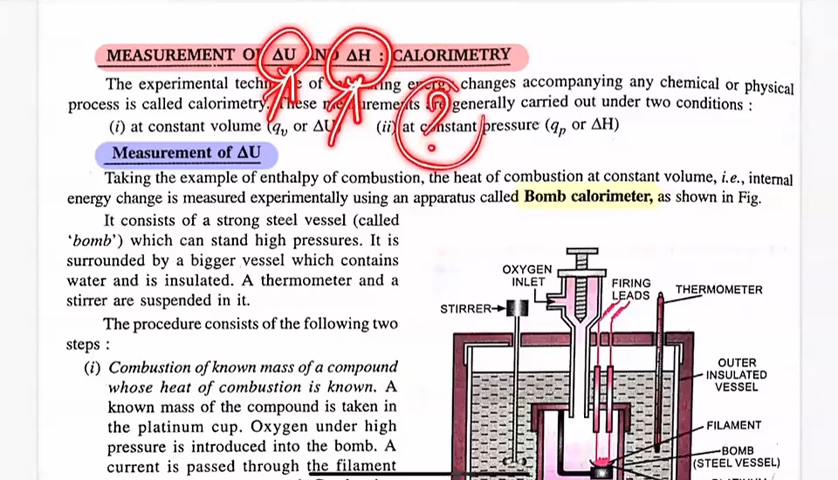 MEASUREMENT OF ΔU AND ΔH : CALORIMETRY
The experimental of energy changes accompanying any chemical or physical
process is called calorimetry. These measurements are generally carried out under two conditions :
(i) at constant volume (qv or ΔU) (ii) at constant pressure (qp or ΔH)
?
Measurement of ΔU
Taking the example of enthalpy of combustion, the heat of combustion at constant volume, i.e., internal
energy change is measured experimentally using an apparatus called Bomb calorimeter, as shown in Fig.
It consists of a strong steel vessel (called
‘bomb’) which can stand high pressures. It is
surrounded by a bigger vessel which contains
water and is insulated. A thermometer and a
stirrer are suspended in it.
The procedure consists of the following two
steps :
(i) Combustion of known mass of a compound
whose heat of combustion is known. A
known mass of the compound is taken in
the platinum cup. Oxygen under high
pressure is introduced into the bomb. A
current is passed through the filament
OXYGEN
INLET
FIRING
LEADS
THERMOMETER
STIRRER
OUTER
INSULATED
VESSEL
FILAMENT
BOMB
(STEEL VESSEL)